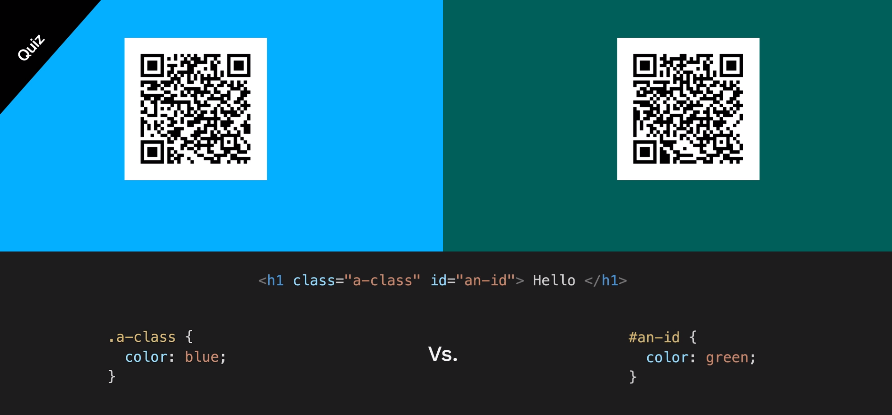 Quiz
<h1 class="a-class" id="an-id"> Hello </h1>
.a-class {
  color: blue;
}
Vs.
#an-id {
  color: green;
}